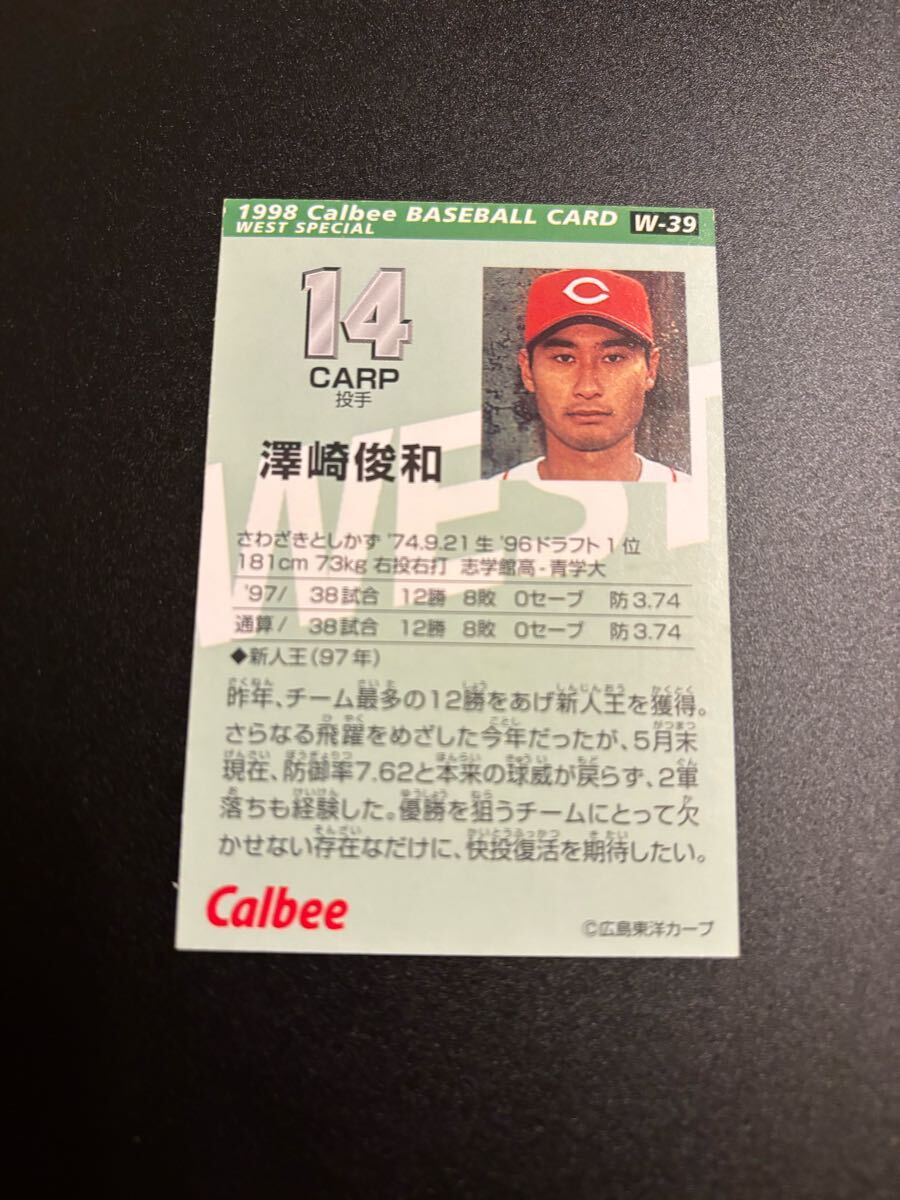 1998 Calbee BASEBALL CARD W-39
WEST SPECIAL
14
CARP
投手
澤崎俊和
WEST
さわざきとしかず '74.9.21生 '96ドラフト1位
181cm 73kg 右投右打 志学館高-青学大
'97/ 38試合 12勝 8敗 0セーブ 防3.74
通算/ 38試合 12勝 8敗 0セーブ 防3.74
◆新人王(97年)
昨年、チーム最多の12勝をあげ新人王を獲得。
さらなる飛躍をめざした今年だったが、5月末
現在、防御率7.62と本来の球威が戻らず、2軍
落ちも経験した。優勝を狙うチームにとって欠
かせない存在なだけに、快投復活を期待したい。
Calbee
©広島東洋カープ